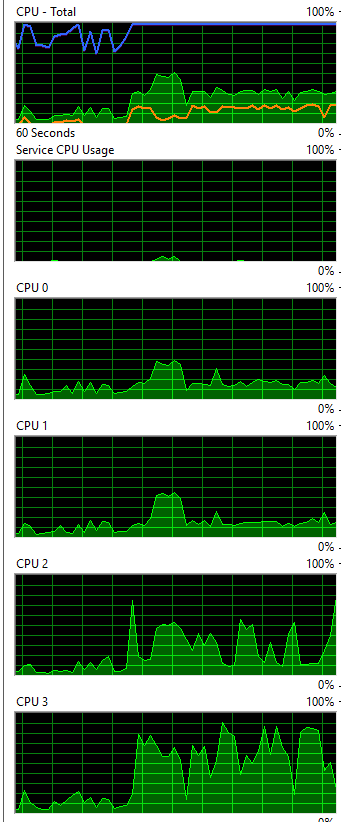 CPU - Total 100%
60 Seconds 0%
Service CPU Usage 100%
0%
CPU 0 100%
0%
CPU 1 100%
0%
CPU 2 100%
0%
CPU 3 100%
0%